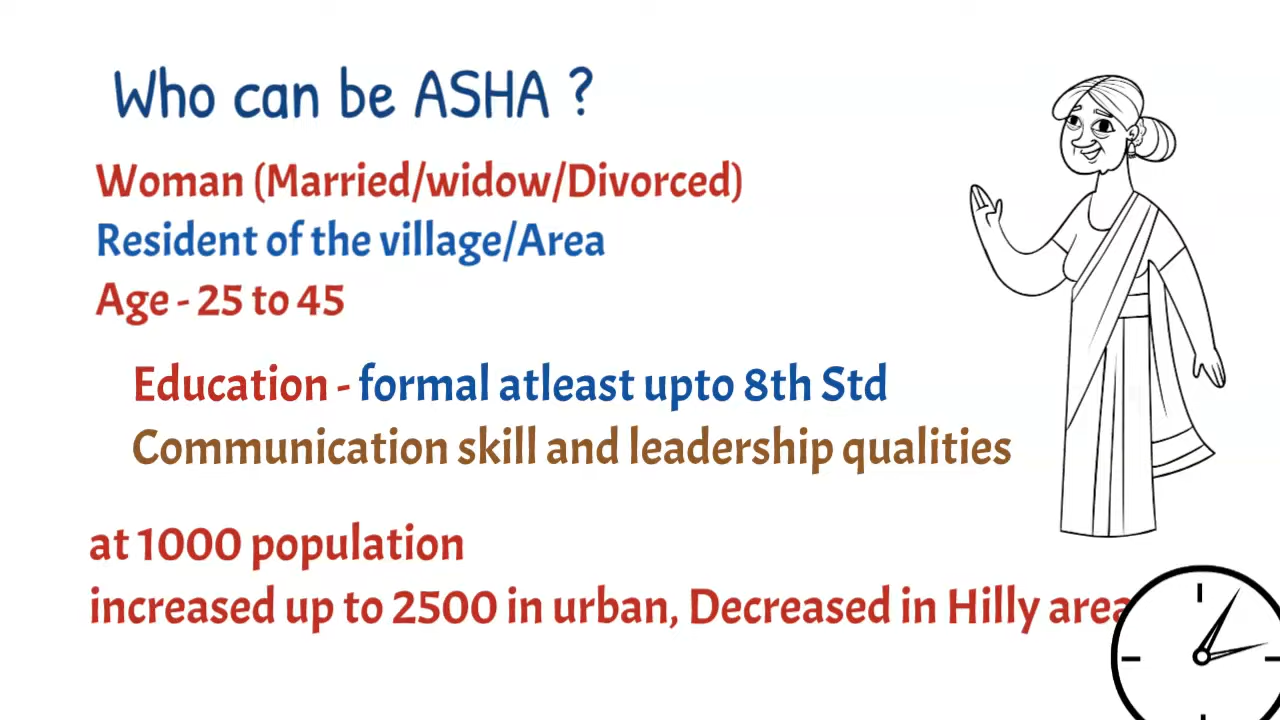 Who can be ASHA ?
Woman (Married/widow/Divorced)
Resident of the village/Area
Age - 25 to 45
Education - formal atleast upto 8th Std
Communication skill and leadership qualities
at 1000 population
increased up to 2500 in urban, Decreased in Hilly area